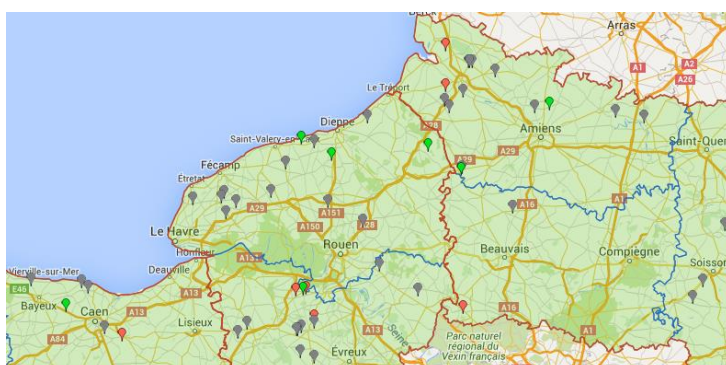 Arras
A1
A2
A26
Le Tréport
Dieppe
A28
Amiens
Saint-Valery-en-
Saint-Quen
Fécamp
A29
A29
Étretat
A29
A151
A16
A1
A150
A28
Le Havre
Rouen
Honfleur
A131
Beauvais
Compiègne
Vierville-sur-Mer
Deauville
Soisson
E46
Bayeux
A13
A13
A16
Caen
A1
A84
A13
Lisieux
A13
Seine
Parc naturel
régional du
Vexin français
Évreux